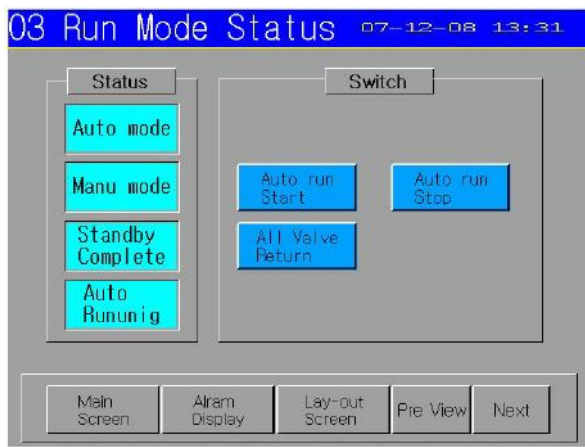 03 Run Mode Status 07-12-08 13:31
Status
Switch
Auto mode
Manu mode
Standby
Complete
Auto
Rununig
Auto run
Start
Auto run
Stop
All Valve
Return
Main
Screen
Alram
Display
Lay-out
Screen
Pre View
Next